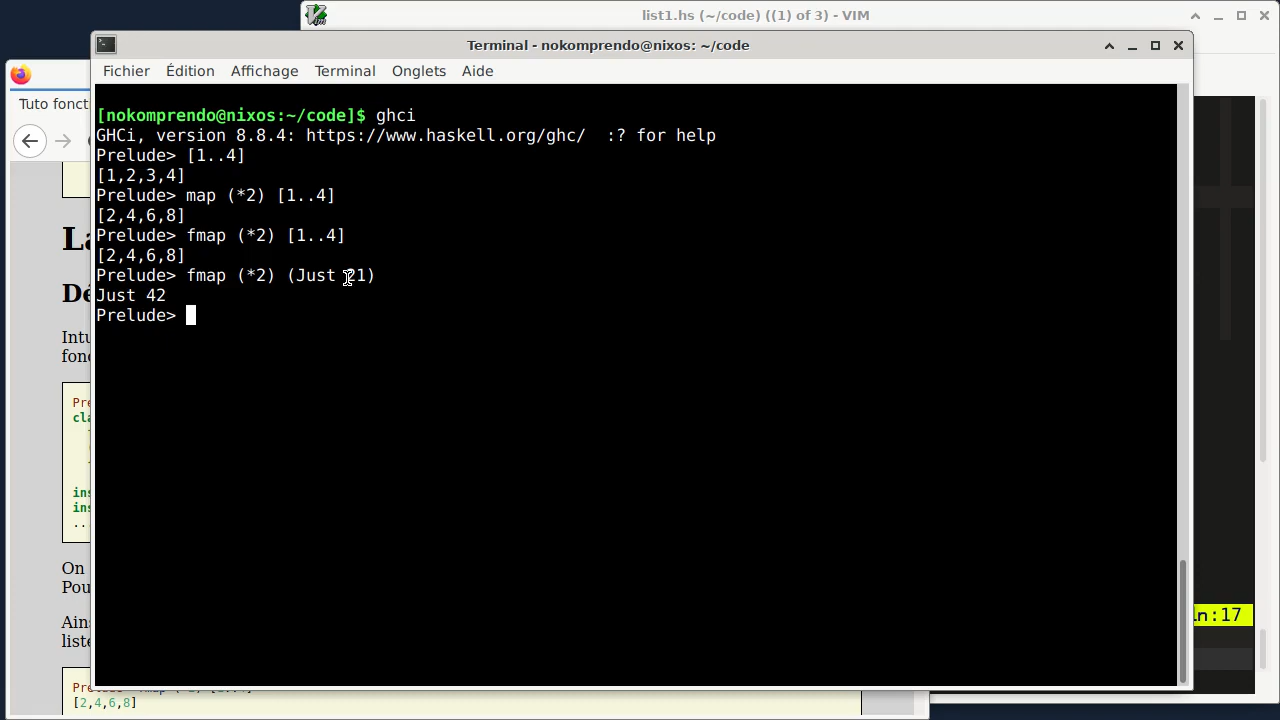 list1.hs (~/code) ((1) of 3) - VIM
Terminal - nokomprendo@nixos: ~/code
Fichier Édition Affichage Terminal Onglets Aide
Tuto fonct
[nokomprendo@nixos:~/code]$ ghci
GHCi, version 8.8.4: https://www.haskell.org/ghc/  :? for help
Prelude> [1..4]
[1,2,3,4]
Prelude> map (*2) [1..4]
[2,4,6,8]
Prelude> fmap (*2) [1..4]
[2,4,6,8]
Prelude> fmap (*2) (Just 21)
Just 42
Prelude>
La
Dé
Intu
fonc
Pre
cla
ins
ins
..
On
Pou
Ains
liste
[2,4,6,8]
ln:17